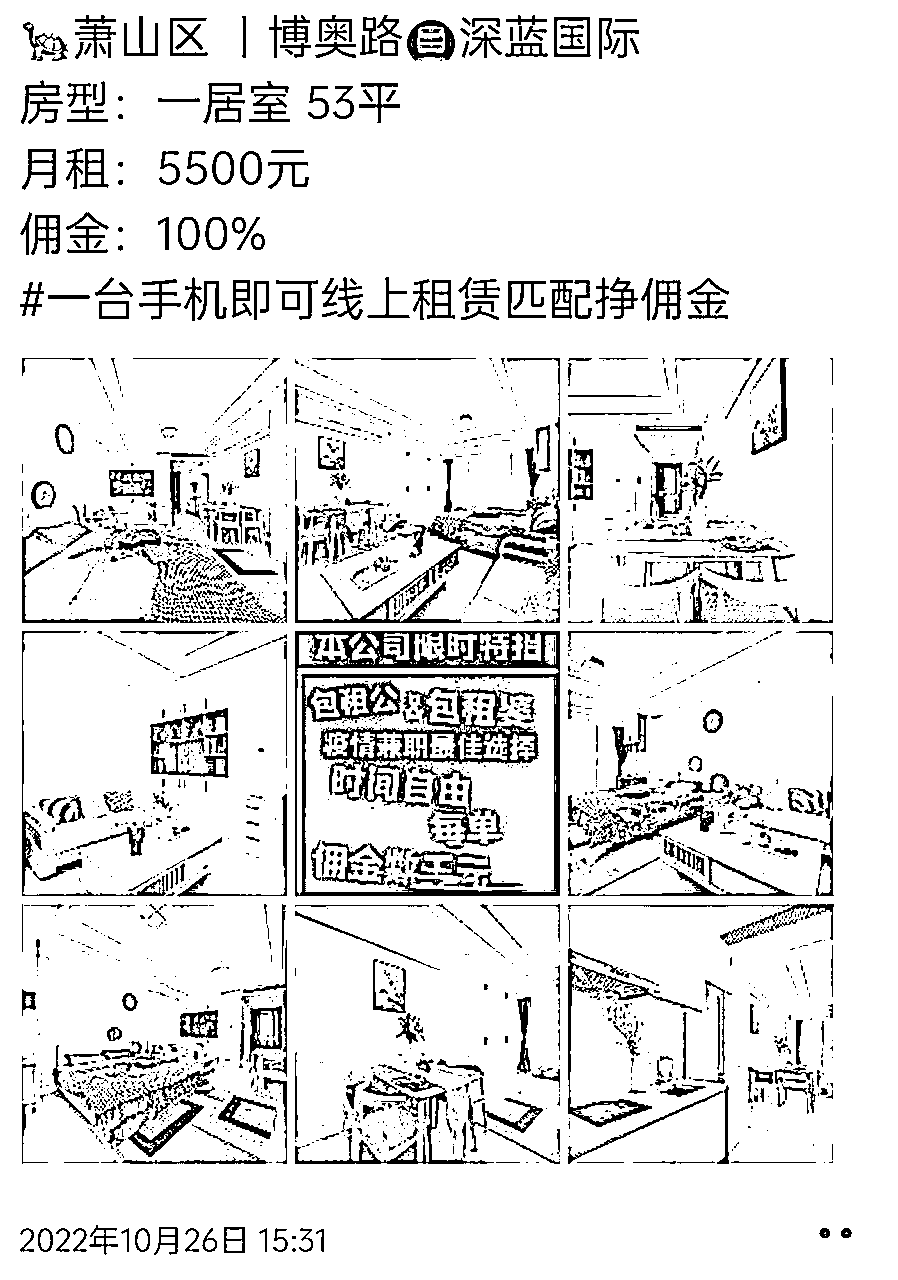 🐫萧山区 丨博奥路🏮深蓝国际
房型：一居室 53平
月租：5500元
佣金：100%
#一台手机即可线上租赁匹配挣佣金
本公司限时特招
包租公&包租婆
疫情兼职最佳选择
时间自由
每单
佣金数千元
2022年10月26日 15:31